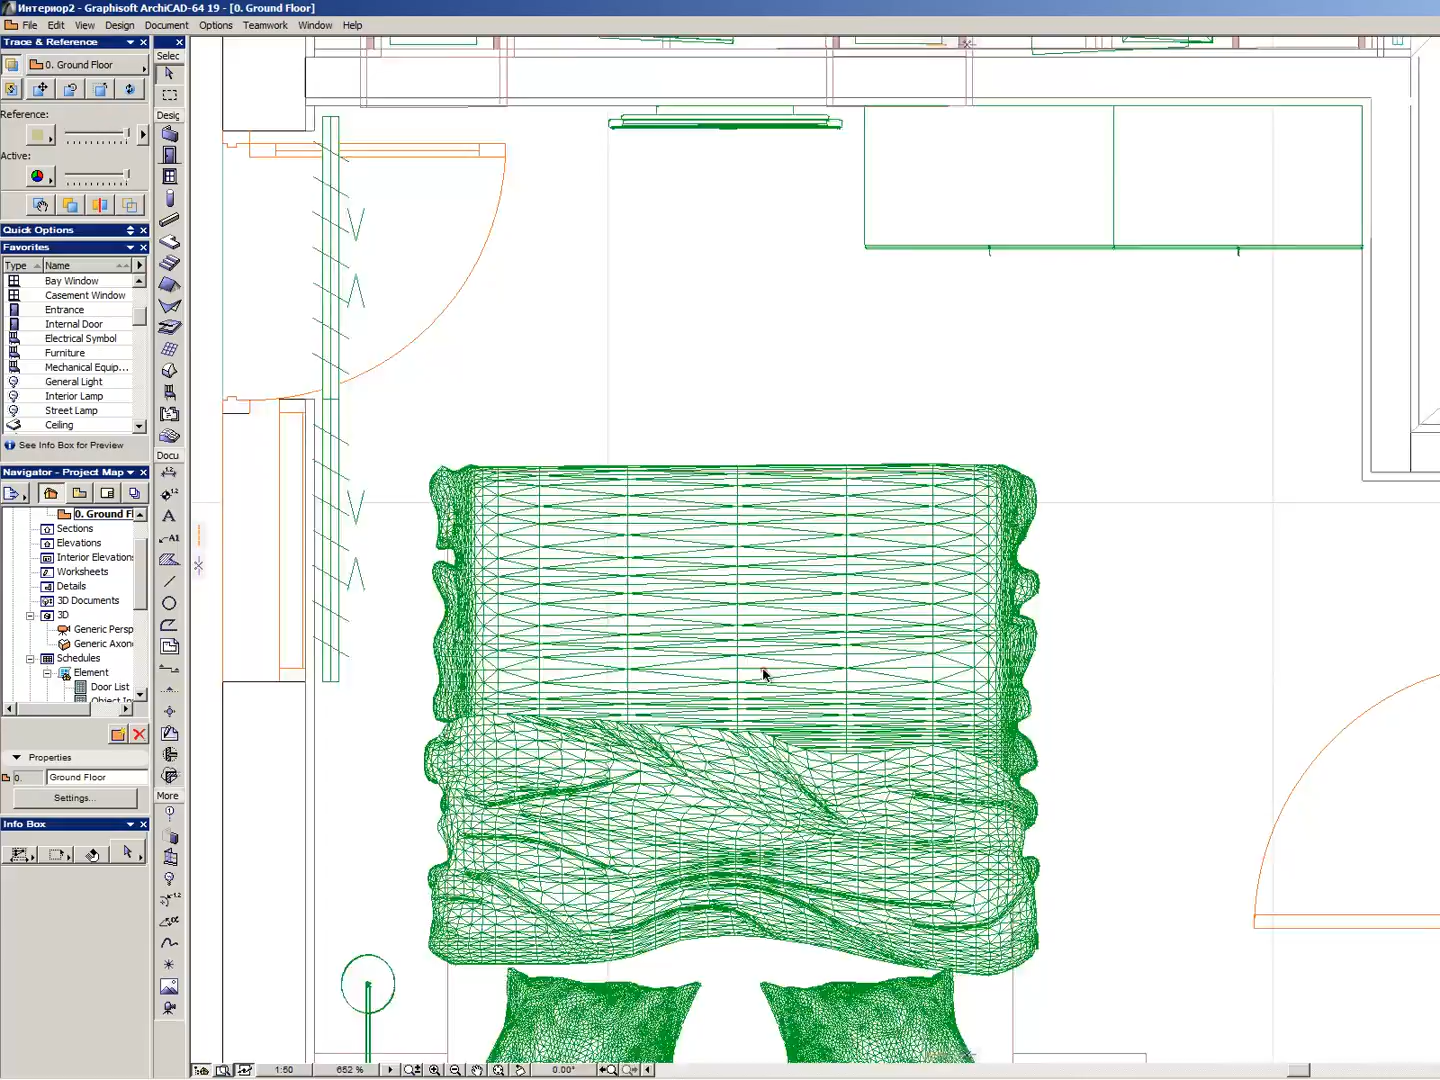 Интериор2 - Graphisoft ArchiCAD-64 19 - [0. Ground Floor]
File Edit View Design Document Options Teamwork Window Help
Trace & Reference
0. Ground Floor
Reference:
Active:
Quick Options
Favorites
Type Name
Bay Window
Casement Window
Entrance
Internal Door
Electrical Symbol
Furniture
Mechanical Equip...
General Light
Interior Lamp
Street Lamp
Ceiling
See Info Box for Preview
Navigator - Project Map
0. Ground Fl
Sections
Elevations
Interior Elevation
Worksheets
Details
3D Documents
3D
Generic Persp
Generic Axon
Schedules
Element
Door List
Properties
0. Ground Floor
Settings...
Info Box
Selec
Desig
Docu
A
A1
More
1:50 652 % 0.00°